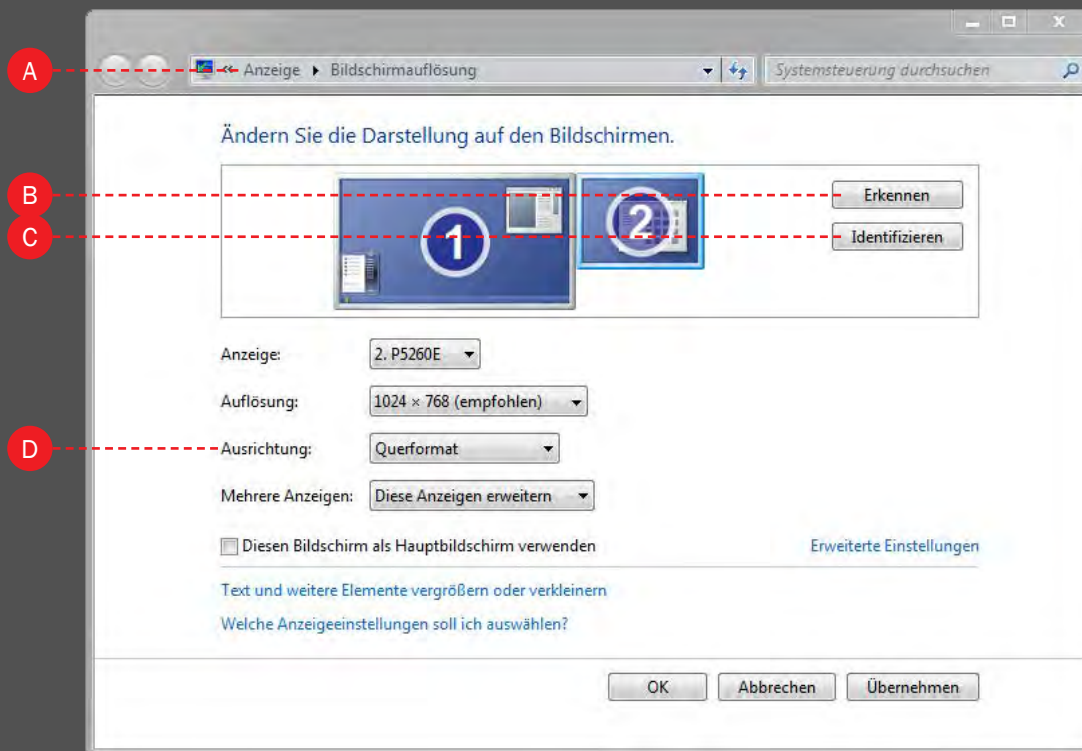 A « Anzeige ▸ Bildschirmauflösung Systemsteuerung durchsuchen
Ändern Sie die Darstellung auf den Bildschirmen.
B 1 2 Erkennen
C Identifizieren
Anzeige: 2. P5260E
Auflösung: 1024 × 768 (empfohlen)
D Ausrichtung: Querformat
Mehrere Anzeigen: Diese Anzeigen erweitern
Diesen Bildschirm als Hauptbildschirm verwenden Erweiterte Einstellungen
Text und weitere Elemente vergrößern oder verkleinern
Welche Anzeigeeinstellungen soll ich auswählen?
OK Abbrechen Übernehmen